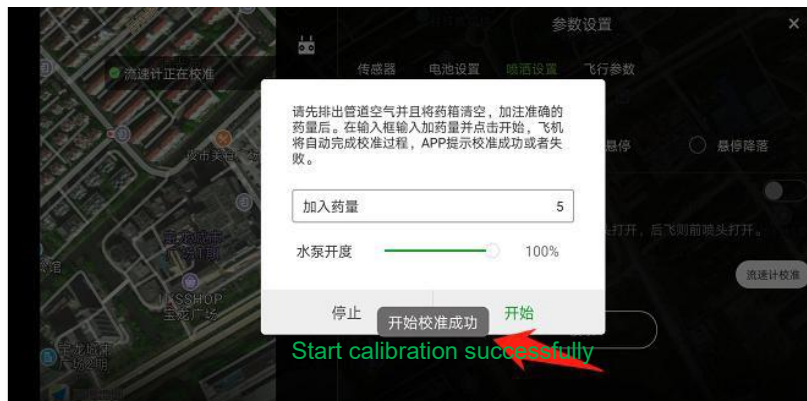 参数设置
×
流速计正在校准
传感器 电池设置 喷洒设置 飞行参数
请先排出管道空气并且将药箱清空，加注准确的
药量后。在输入框输入加药量并点击开始，飞机
将自动完成校准过程，APP提示校准成功或者失
败。
悬停 悬停降落
加入药量 5
头打开，后飞则前喷头打开。
水泵开度 100%
流速计校准
停止 开始
开始校准成功
Start calibration successfully
ITSSHOP
宝龙广场